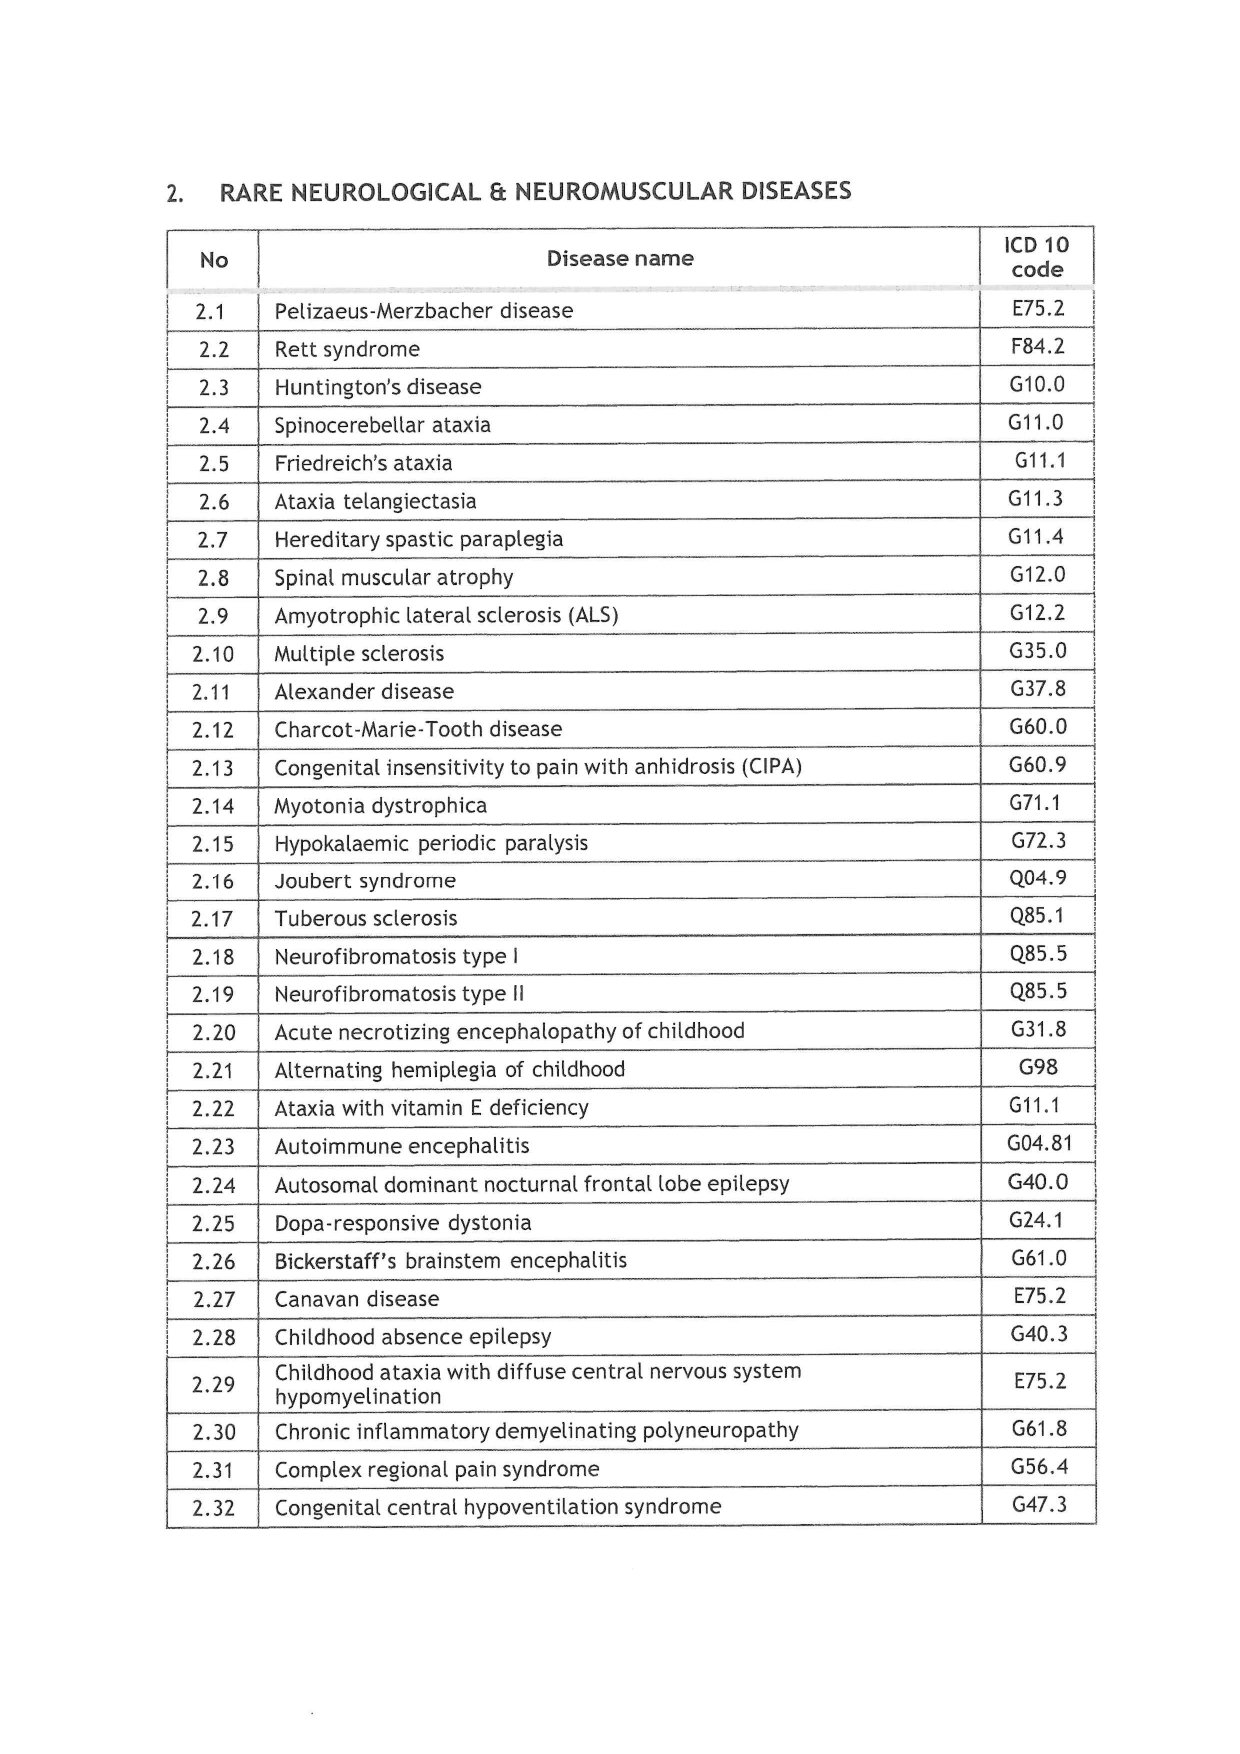 2. RARE NEUROLOGICAL & NEUROMUSCULAR DISEASES
No Disease name ICD 10 code
2.1 Pelizaeus-Merzbacher disease E75.2
2.2 Rett syndrome F84.2
2.3 Huntington's disease G10.0
2.4 Spinocerebellar ataxia G11.0
2.5 Friedreich's ataxia G11.1
2.6 Ataxia telangiectasia G11.3
2.7 Hereditary spastic paraplegia G11.4
2.8 Spinal muscular atrophy G12.0
2.9 Amyotrophic lateral sclerosis (ALS) G12.2
2.10 Multiple sclerosis G35.0
2.11 Alexander disease G37.8
2.12 Charcot-Marie-Tooth disease G60.0
2.13 Congenital insensitivity to pain with anhidrosis (CIPA) G60.9
2.14 Myotonia dystrophica G71.1
2.15 Hypokalaemic periodic paralysis G72.3
2.16 Joubert syndrome Q04.9
2.17 Tuberous sclerosis Q85.1
2.18 Neurofibromatosis type I Q85.5
2.19 Neurofibromatosis type II Q85.5
2.20 Acute necrotizing encephalopathy of childhood G31.8
2.21 Alternating hemiplegia of childhood G98
2.22 Ataxia with vitamin E deficiency G11.1
2.23 Autoimmune encephalitis G04.81
2.24 Autosomal dominant nocturnal frontal lobe epilepsy G40.0
2.25 Dopa-responsive dystonia G24.1
2.26 Bickerstaff's brainstem encephalitis G61.0
2.27 Canavan disease E75.2
2.28 Childhood absence epilepsy G40.3
2.29 Childhood ataxia with diffuse central nervous system
hypomyelination E75.2
2.30 Chronic inflammatory demyelinating polyneuropathy G61.8
2.31 Complex regional pain syndrome G56.4
2.32 Congenital central hypoventilation syndrome G47.3